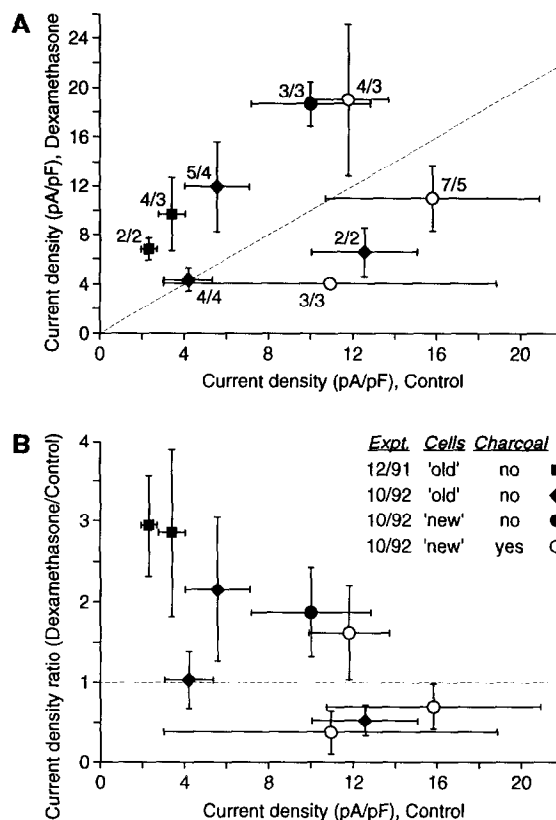 A
Current density (pA/pF), Dexamethasone
24
20
16
12
8
4
0
3/3
4/3
5/4
4/3
7/5
2/2
2/2
4/4
3/3
0 4 8 12 16 20
Current density (pA/pF), Control
B
Current density ratio (Dexamethasone/Control)
4
3
2
1
0
Expt. Cells Charcoal
12/91 'old' no
10/92 'old' no
10/92 'new' no
10/92 'new' yes
0 4 8 12 16 20
Current density (pA/pF), Control